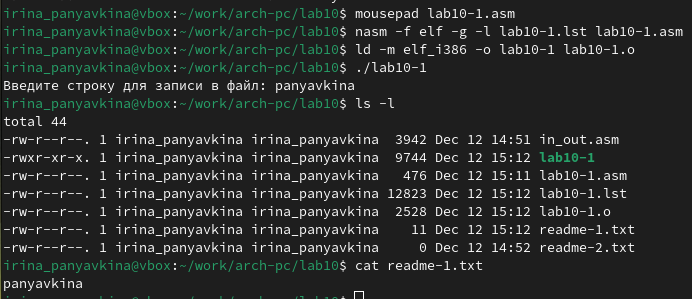 irina_panyavkina@vbox:~/work/arch-pc/lab10$ mousepad lab10-1.asm
irina_panyavkina@vbox:~/work/arch-pc/lab10$ nasm -f elf -g -l lab10-1.lst lab10-1.asm
irina_panyavkina@vbox:~/work/arch-pc/lab10$ ld -m elf_i386 -o lab10-1 lab10-1.o
irina_panyavkina@vbox:~/work/arch-pc/lab10$ ./lab10-1
Введите строку для записи в файл: panyavkina
irina_panyavkina@vbox:~/work/arch-pc/lab10$ ls -l
total 44
-rw-r--r--. 1 irina_panyavkina irina_panyavkina  3942 Dec 12 14:51 in_out.asm
-rwxr-xr-x. 1 irina_panyavkina irina_panyavkina  9744 Dec 12 15:12 lab10-1
-rw-r--r--. 1 irina_panyavkina irina_panyavkina   476 Dec 12 15:11 lab10-1.asm
-rw-r--r--. 1 irina_panyavkina irina_panyavkina 12823 Dec 12 15:12 lab10-1.lst
-rw-r--r--. 1 irina_panyavkina irina_panyavkina  2528 Dec 12 15:12 lab10-1.o
-rw-r--r--. 1 irina_panyavkina irina_panyavkina    11 Dec 12 15:12 readme-1.txt
-rw-r--r--. 1 irina_panyavkina irina_panyavkina     0 Dec 12 14:52 readme-2.txt
irina_panyavkina@vbox:~/work/arch-pc/lab10$ cat readme-1.txt
panyavkina